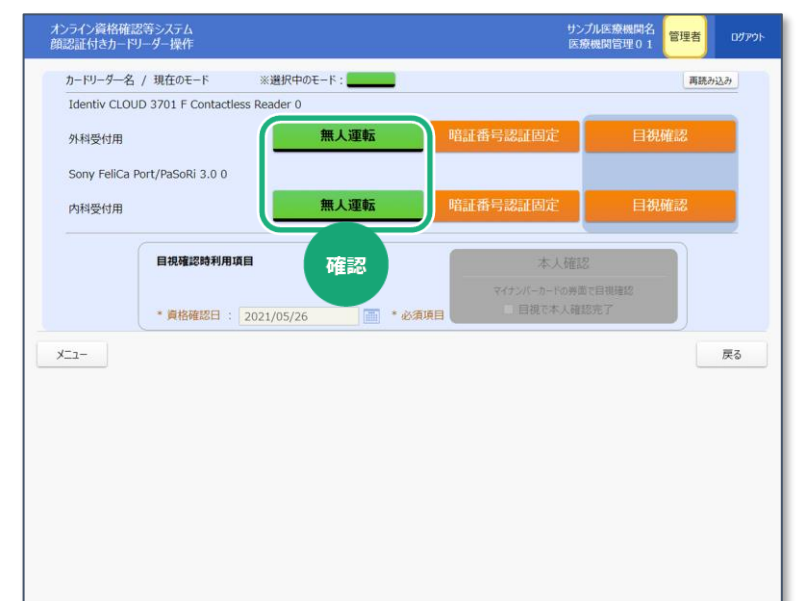 オンライン資格確認等システム
顔認証付きカードリーダー操作
サンプル医療機関名
医療機関管理01
管理者
ログアウト
カードリーダー名 / 現在のモード ※選択中のモード:
再読み込み
Identiv CLOUD 3701 F Contactless Reader 0
外科受付用 無人運転 暗証番号認証固定 目視確認
Sony FeliCa Port/PaSoRi 3.0 0
内科受付用 無人運転 暗証番号認証固定 目視確認
確認
目視確認時利用項目
* 資格確認日 : 2021/05/26 * 必須項目
本人確認
マイナンバーカードの券面で目視確認
目視で本人確認完了
メニュー 戻る